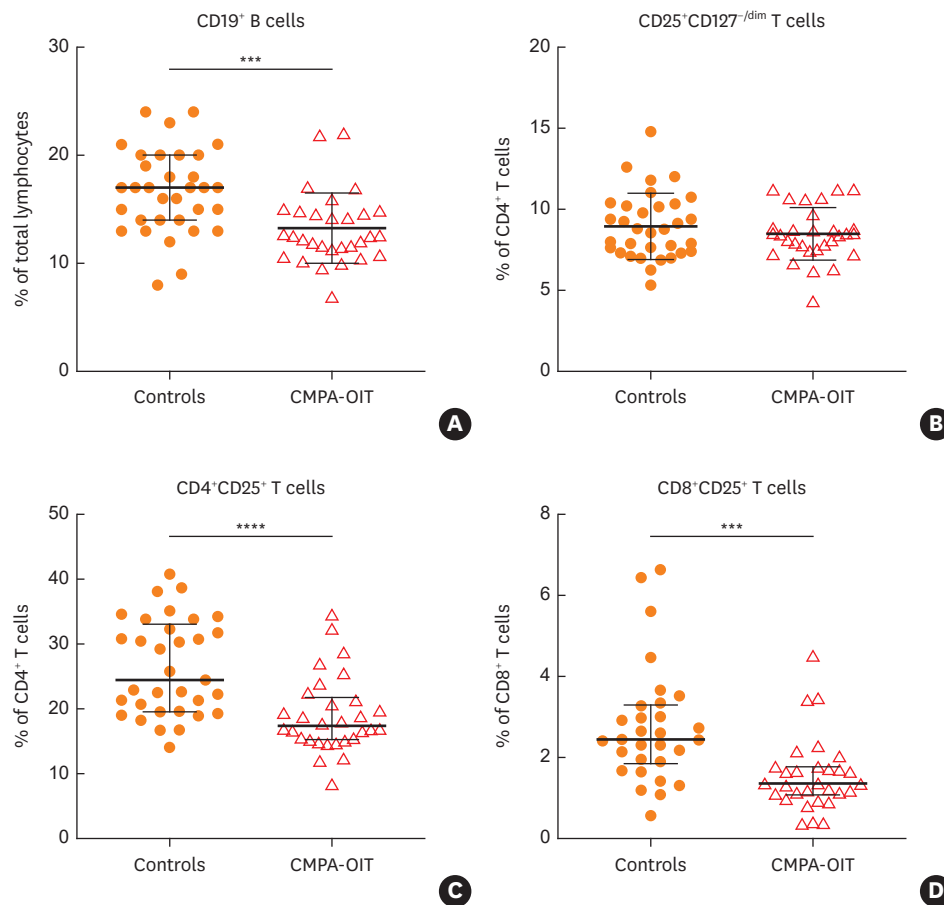 CD19⁺ B cells
***
% of total lymphocytes
30
20
10
0
Controls
CMPA-OIT
A
CD25⁺CD127⁻/ᵈⁱᵐ T cells
% of CD4⁺ T cells
20
15
10
5
0
Controls
CMPA-OIT
B
CD4⁺CD25⁺ T cells
****
% of CD4⁺ T cells
50
40
30
20
10
0
Controls
CMPA-OIT
C
CD8⁺CD25⁺ T cells
***
% of CD8⁺ T cells
8
6
4
2
0
Controls
CMPA-OIT
D